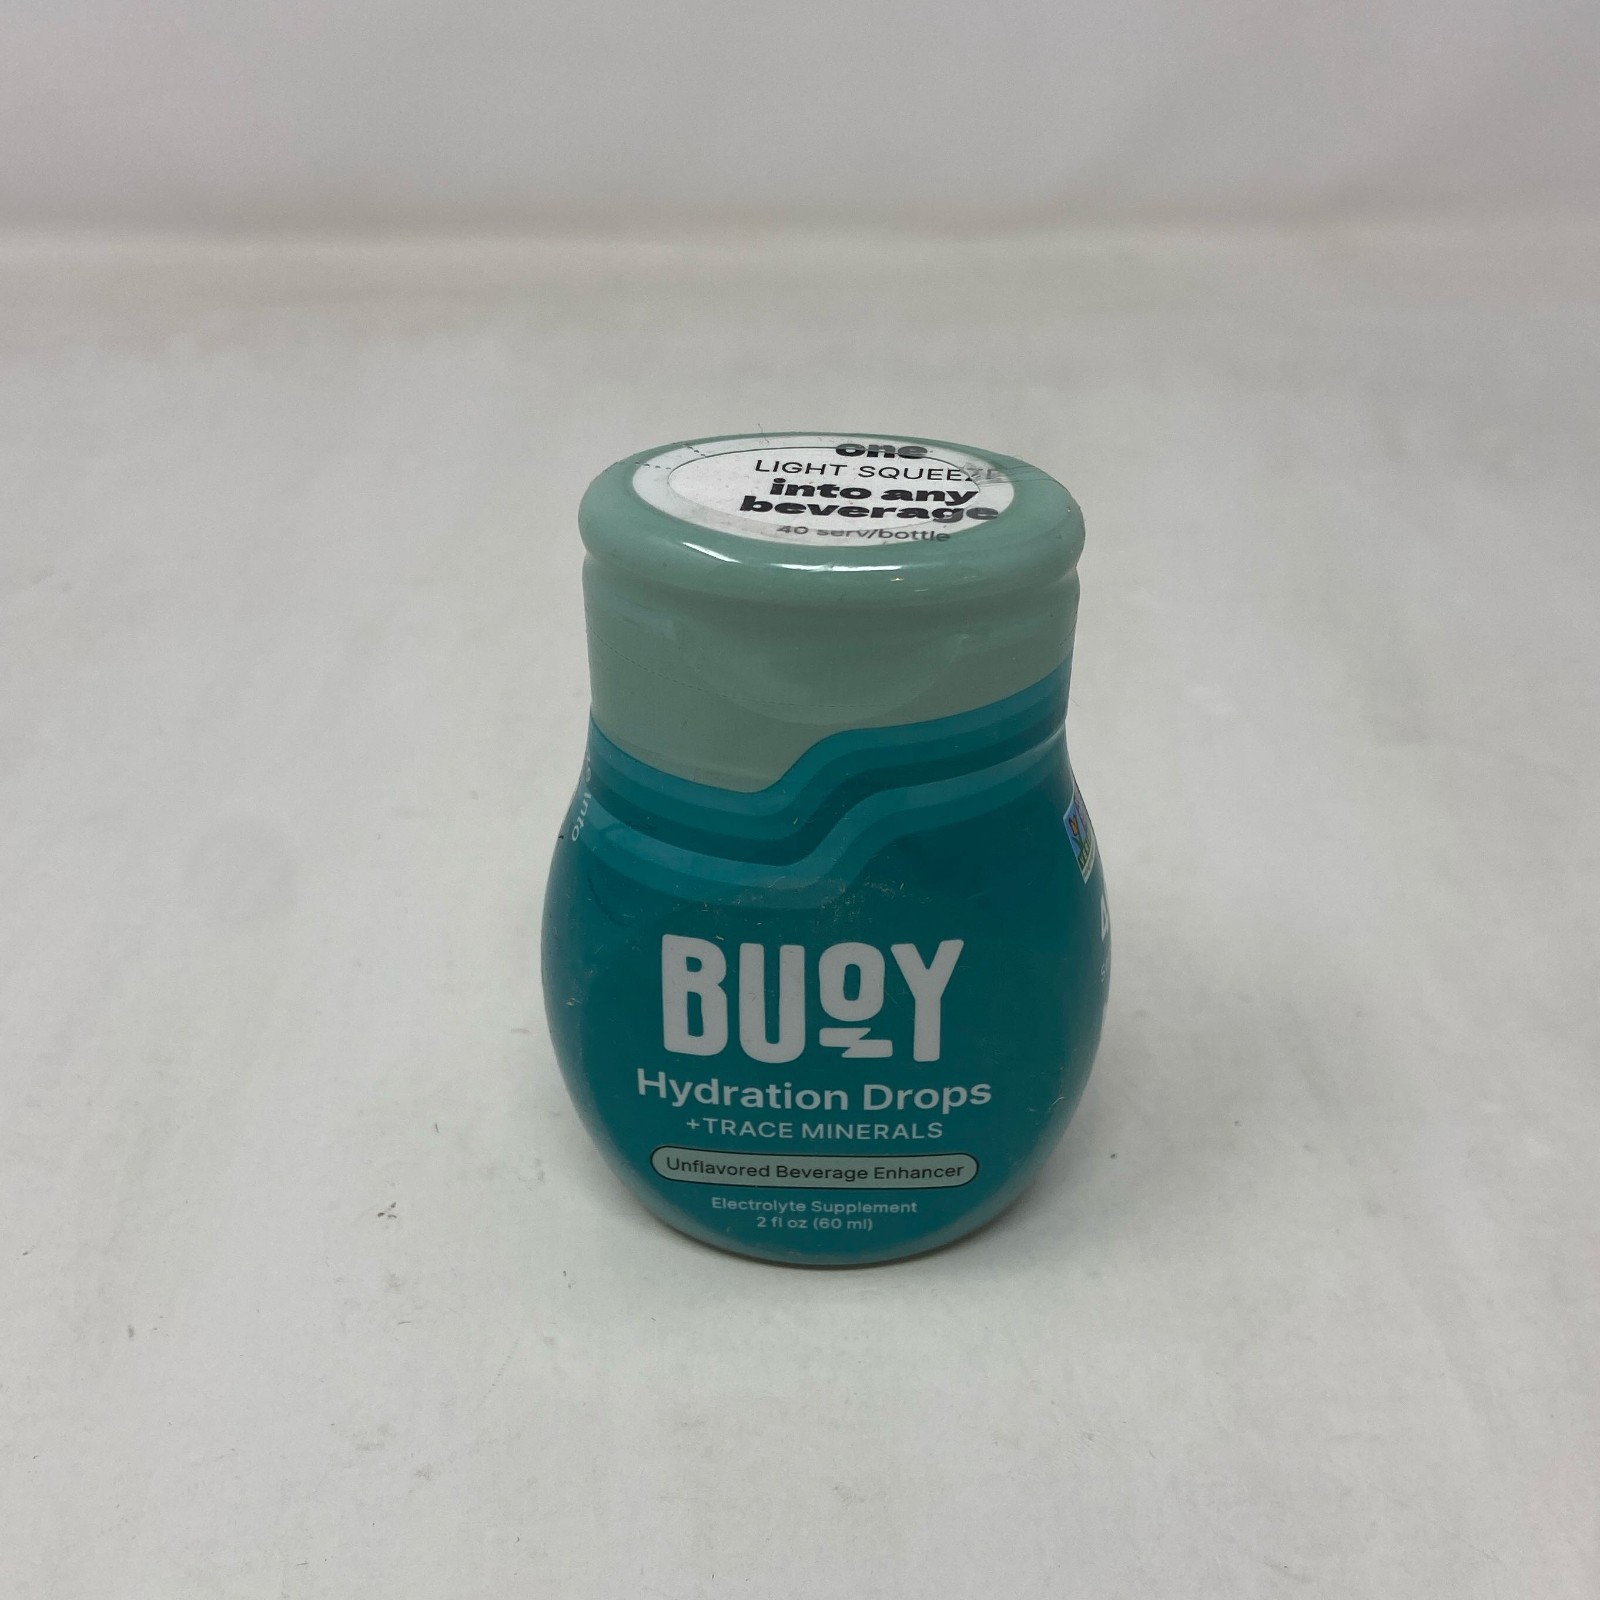 one
LIGHT SQUEEZE
into any
beverage
40 serv/bottle
into
BUOY
Hydration Drops
+TRACE MINERALS
Unflavored Beverage Enhancer
Electrolyte Supplement
2 fl oz (60 ml)